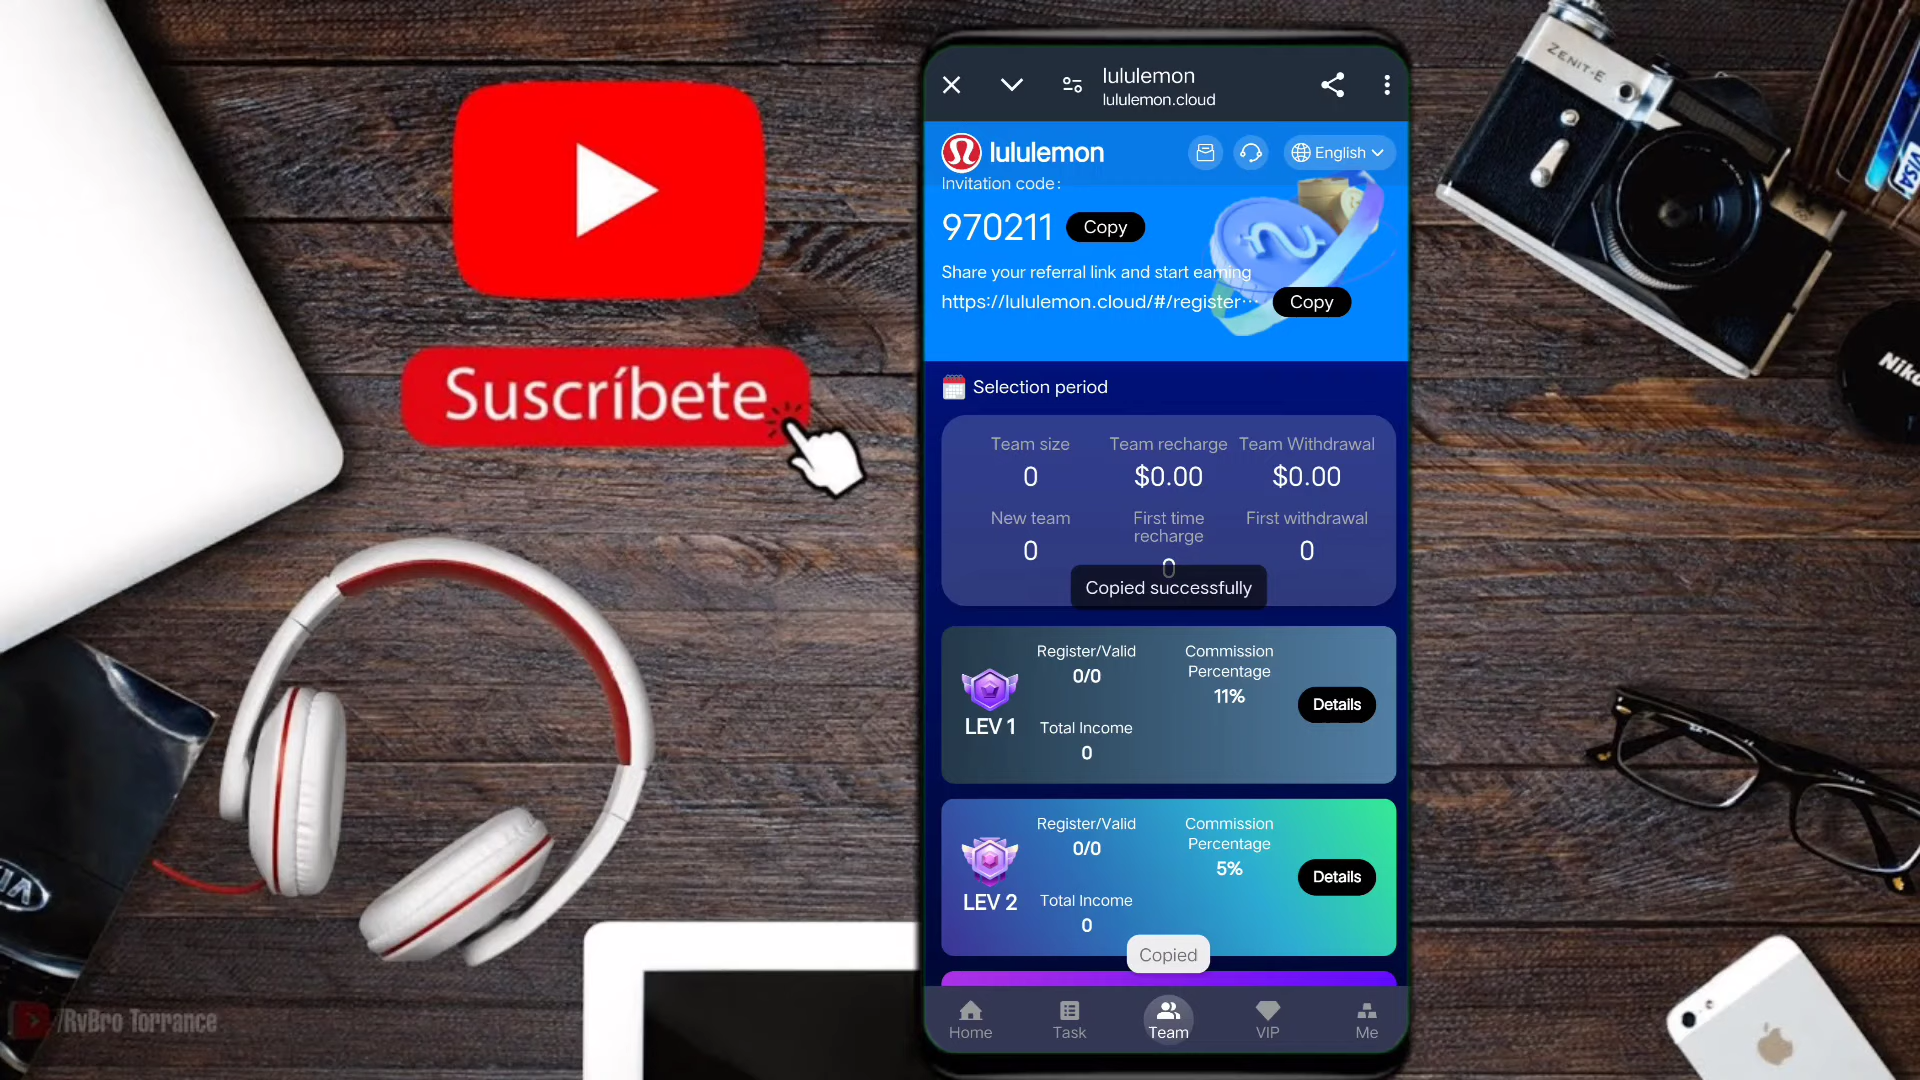 Suscríbete
lululemon
lululemon.cloud
lululemon
English
Invitation code:
970211
Copy
Share your referral link and start earning
https://lululemon.cloud/#/register···
Copy
Selection period
Team size
Team recharge
Team Withdrawal
0
$0.00
$0.00
New team
First time
recharge
First withdrawal
0
0
0
Copied successfully
Register/Valid
0/0
Commission
Percentage
11%
Details
LEV 1
Total Income
0
Register/Valid
0/0
Commission
Percentage
5%
Details
LEV 2
Total Income
0
Copied
Home
Task
Team
VIP
Me
/RvBro Torrance
ZENIT-E
VISA
Niko
KIA